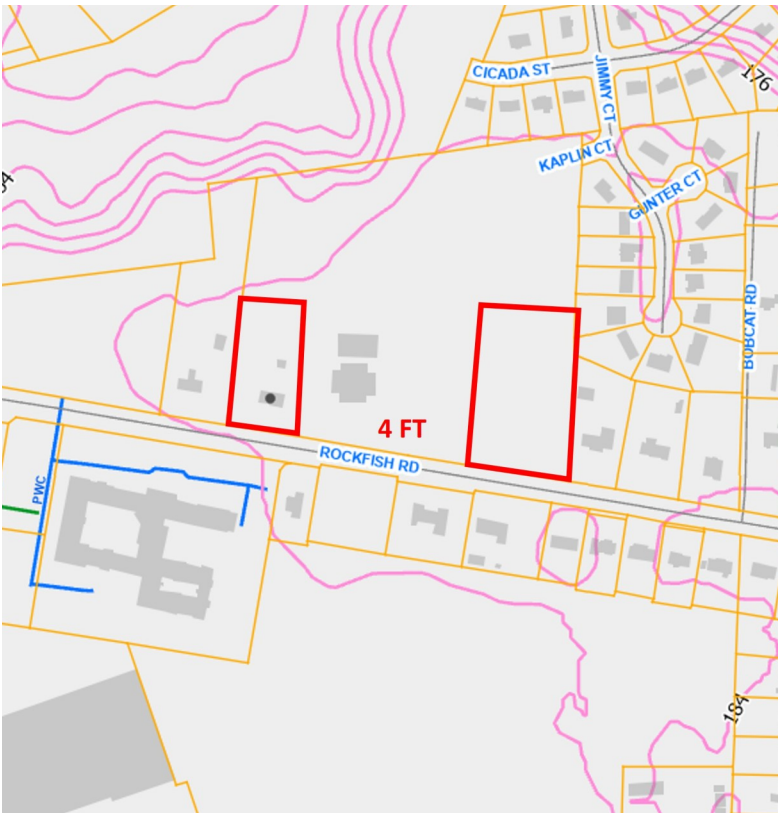 CICADA ST
JIMMY CT
176
KAPLIN CT
GUNTER CT
BOBCAT RD
4 FT
ROCKFISH RD
PWC
184